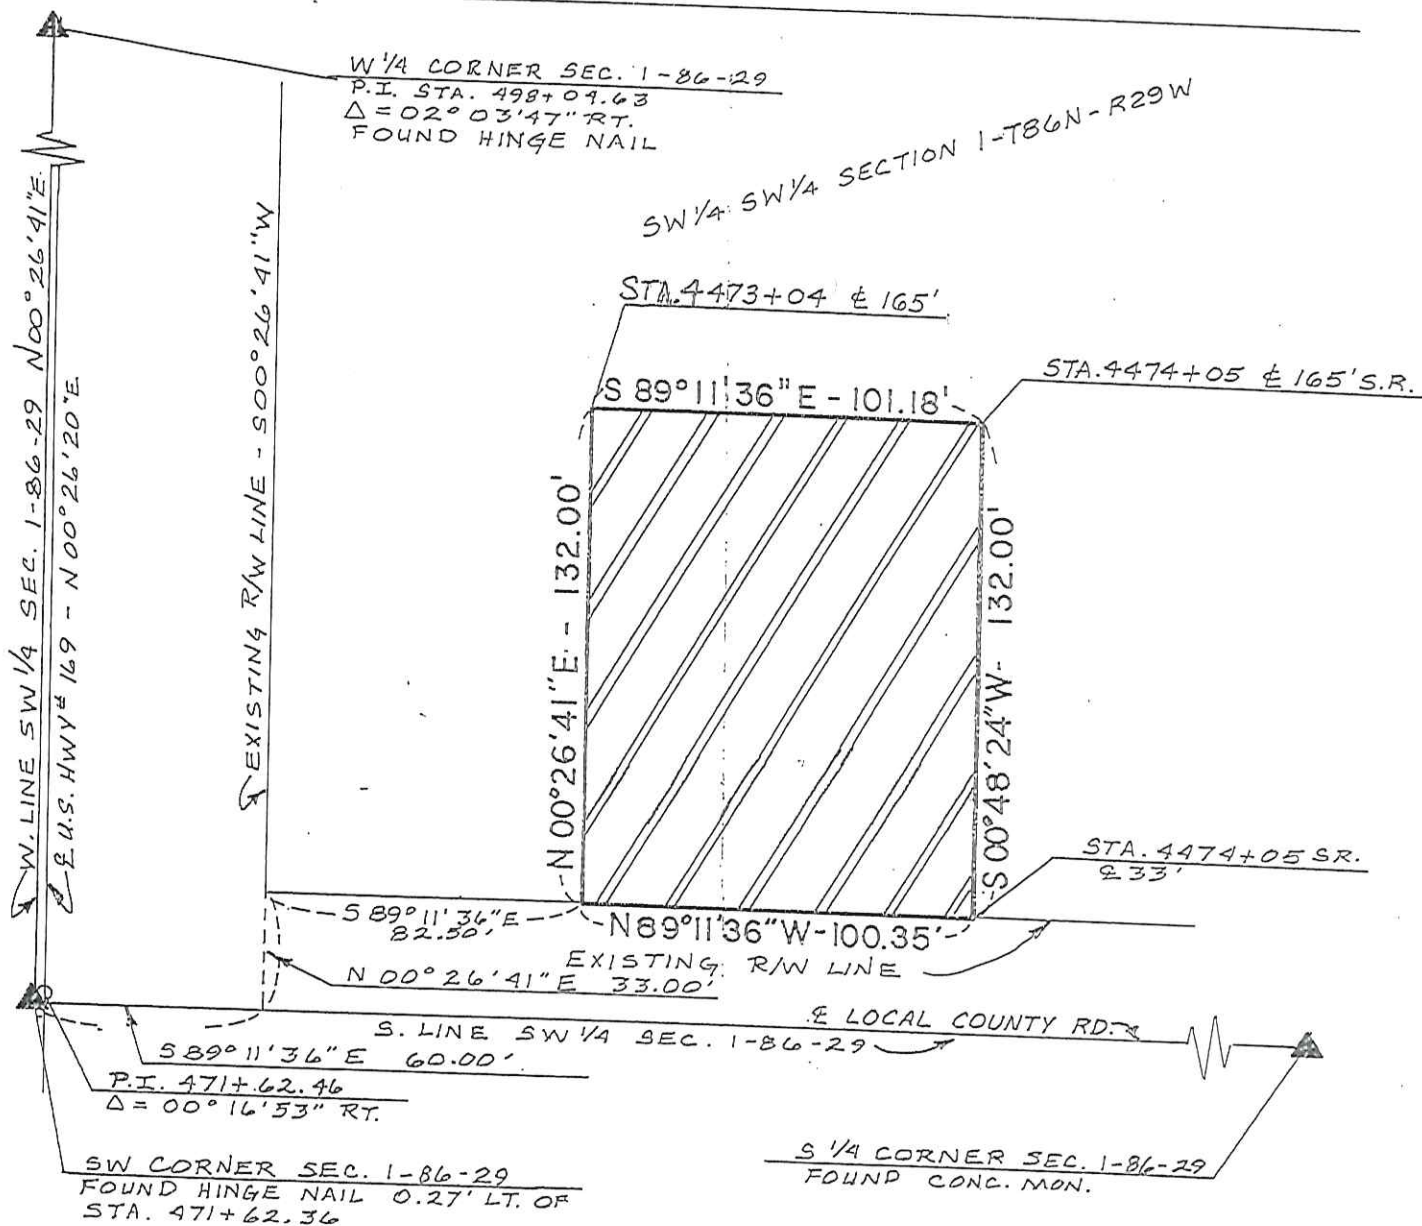 W 1/4 CORNER SEC. 1-86-29
P.I. STA. 498+04.63
Δ = 02° 03' 47" RT.
FOUND HINGE NAIL
SW 1/4 SW 1/4 SECTION 1-T86N-R29W
W. LINE SW 1/4 SEC. 1-86-29 N00°26'41"E
℄ U.S. HWY # 169 - N 00°26'20"E
EXISTING R/W LINE - S00°26'41"W
STA. 4473+04 ℄ 165'
STA. 4474+05 ℄ 165' S.R.
S 89°11'36" E - 101.18'
N 00°26'41" E - 132.00'
S 00°48'24" W - 132.00'
STA. 4474+05 SR.
℄ 33'
S 89°11'36" E
82.50'
N 89°11'36" W - 100.35'
EXISTING R/W LINE
N 00°26'41" E 33.00'
℄ LOCAL COUNTY RD.
S. LINE SW 1/4 SEC. 1-86-29
S 89°11'36" E 60.00'
P.I. 471+62.46
Δ = 00°16'53" RT.
SW CORNER SEC. 1-86-29
FOUND HINGE NAIL 0.27' LT. OF
STA. 471+62.36
S 1/4 CORNER SEC. 1-86-29
FOUND CONC. MON.